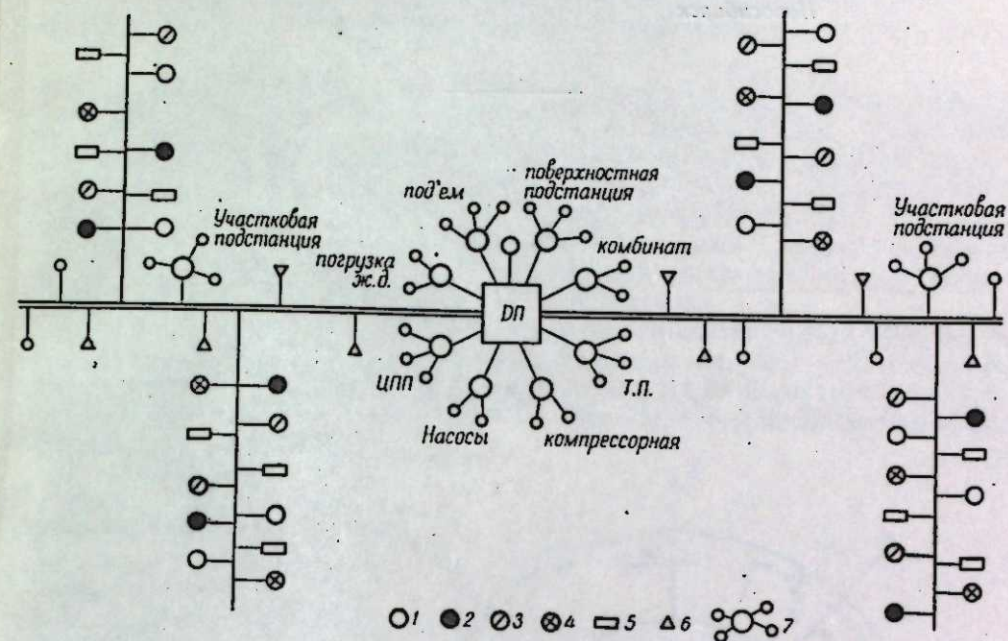 под'ем
поверхностная
подстанция
Участковая
подстанция
Участковая
подстанция
погрузка
ж.д.
комбинат
ДП
ЦПП
Т.П.
Насосы
компрессорная
1 2 3 4 5 6 7